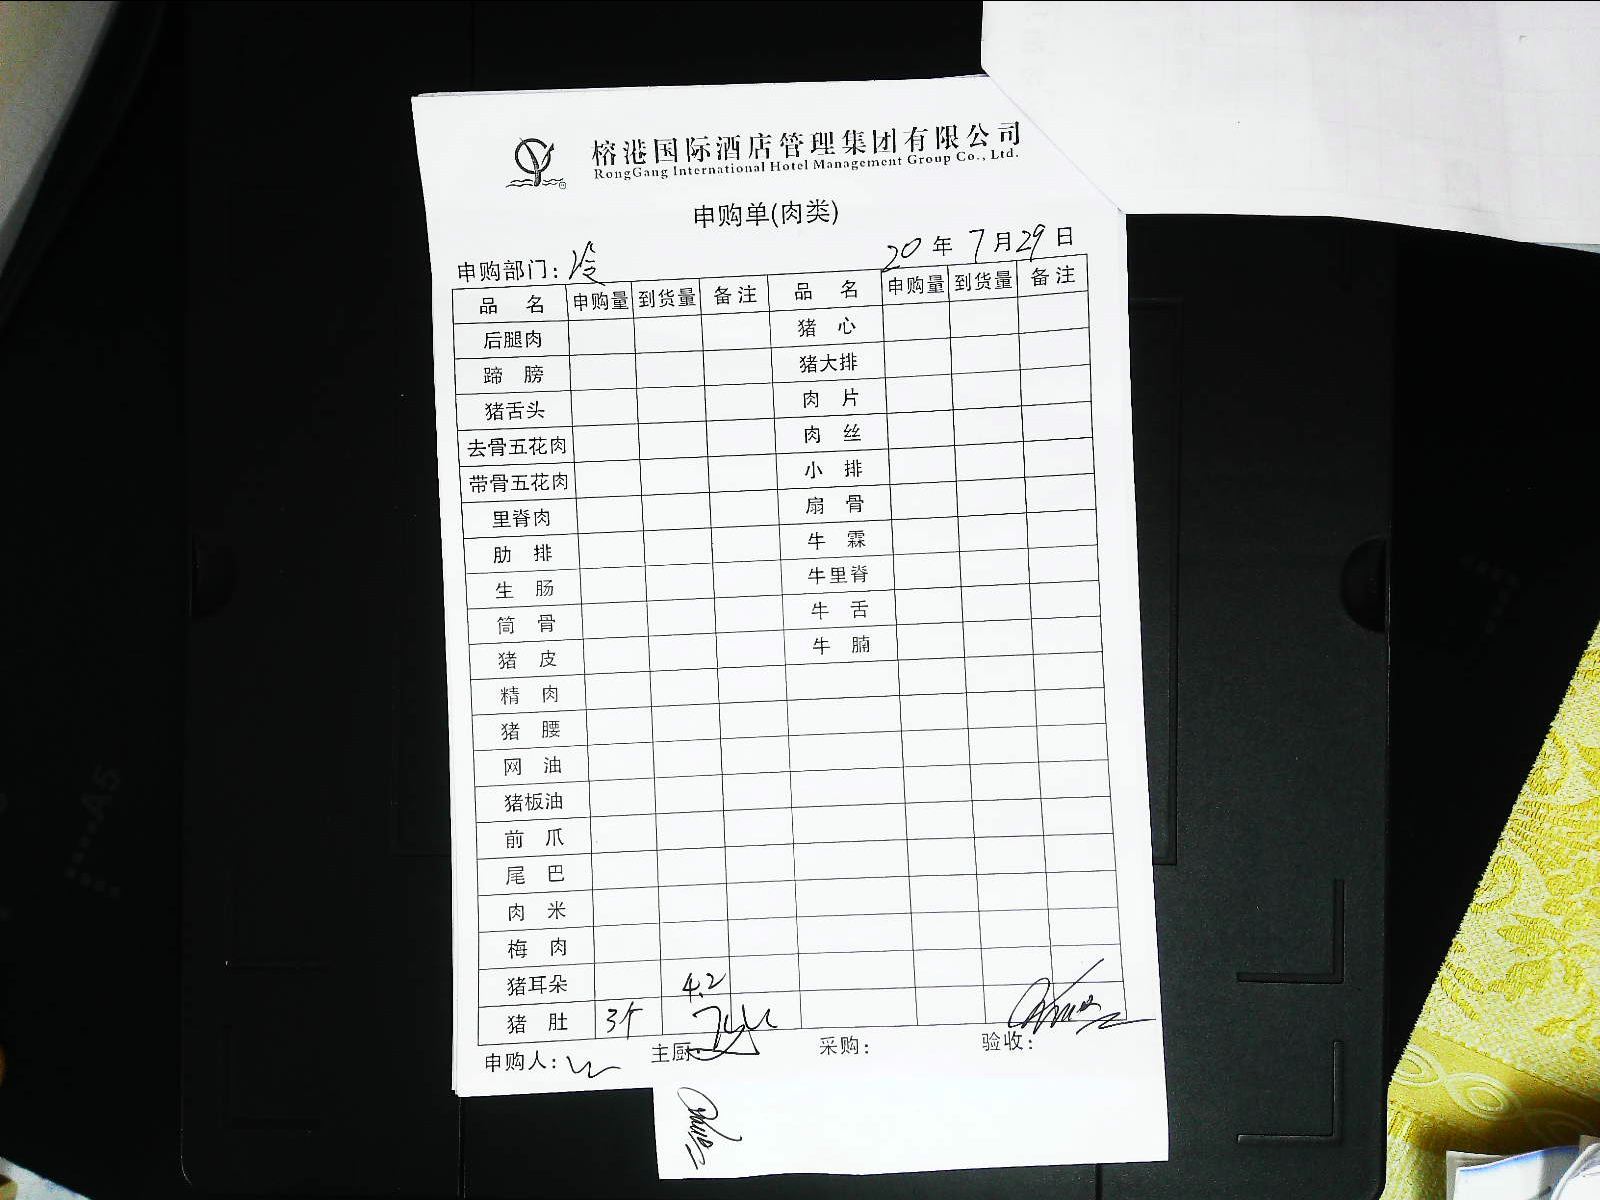 榕港国际酒店管理集团有限公司
RongGang International Hotel Management Group Co., Ltd.
申购单(肉类)
申购部门: 冷 20 年 7 月 29 日
品 名 申购量 到货量 备注 品 名 申购量 到货量 备注
后腿肉 猪 心
蹄 膀 猪大排
猪舌头 肉 片
去骨五花肉 肉 丝
带骨五花肉 小 排
里脊肉 扇 骨
肋 排 牛 霖
生 肠 牛里脊
筒 骨 牛 舌
猪 皮 牛 腩
精 肉
猪 腰
网 油
猪板油
前 爪
尾 巴
肉 米
梅 肉
猪耳朵
猪 肚 3个 4.2
申购人: 主厨: 采购: 验收:
A5